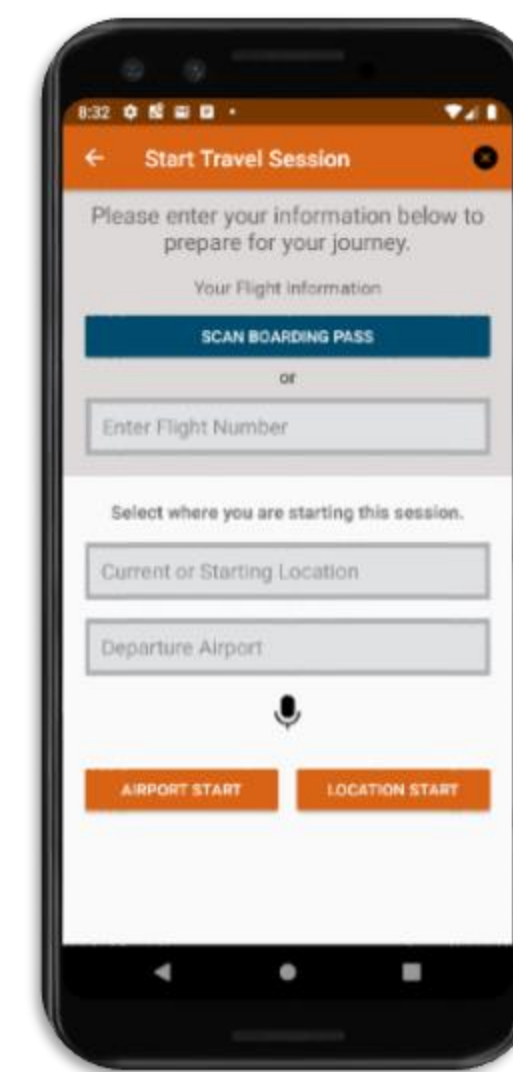 8:32
Start Travel Session
Please enter your information below to
prepare for your journey.
Your Flight Information
SCAN BOARDING PASS
or
Enter Flight Number
Select where you are starting this session.
Current or Starting Location
Departure Airport
AIRPORT START
LOCATION START